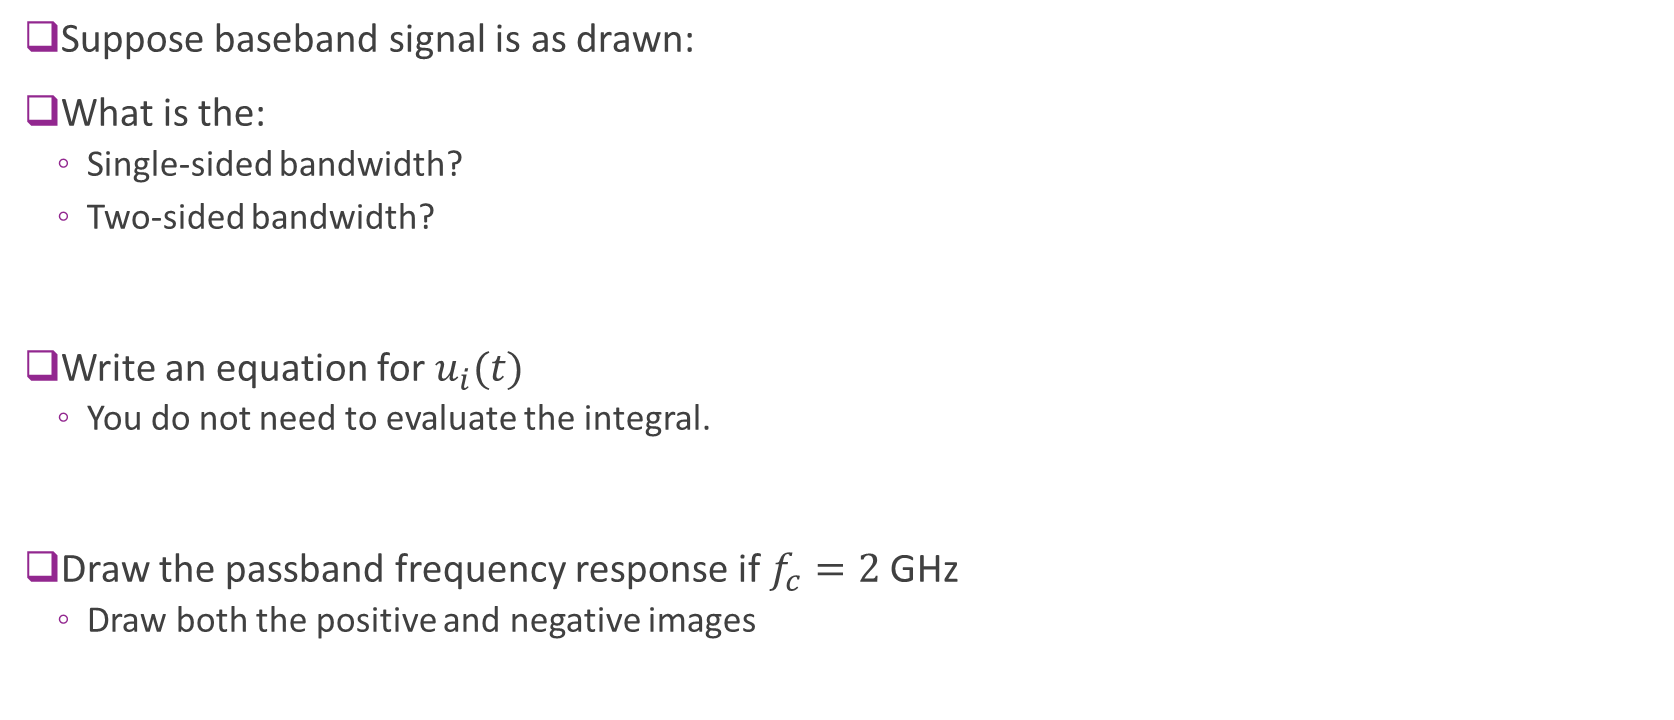 ❑Suppose baseband signal is as drawn:
❑What is the:
◦ Single-sided bandwidth?
◦ Two-sided bandwidth?
❑Write an equation for 𝑢ᵢ(𝑡)
◦ You do not need to evaluate the integral.
❑Draw the passband frequency response if 𝑓𝑐 = 2 GHz
◦ Draw both the positive and negative images